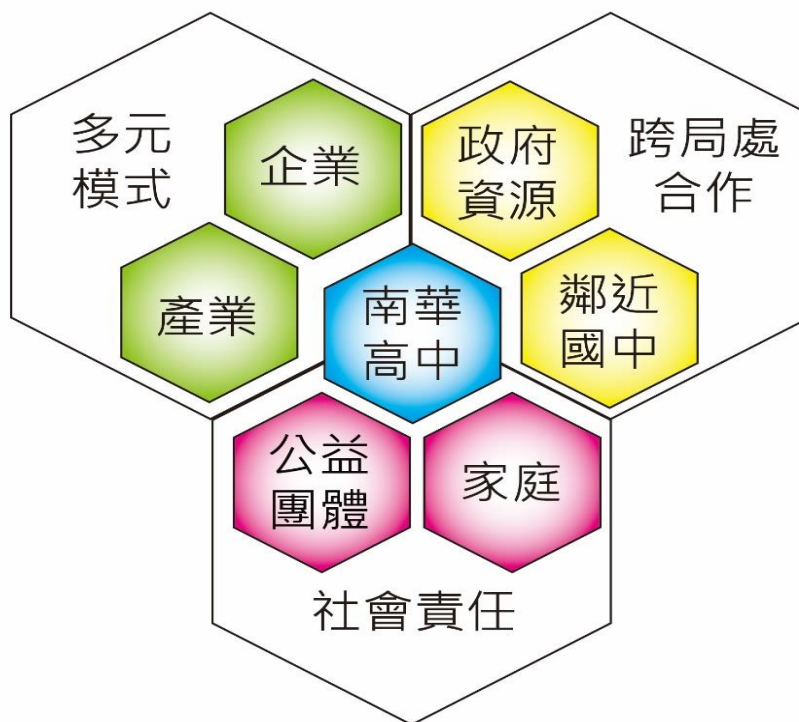 多元
模式
企業
產業
政府
資源
跨局處
合作
鄰近
國中
南華
高中
公益
團體
家庭
社會責任